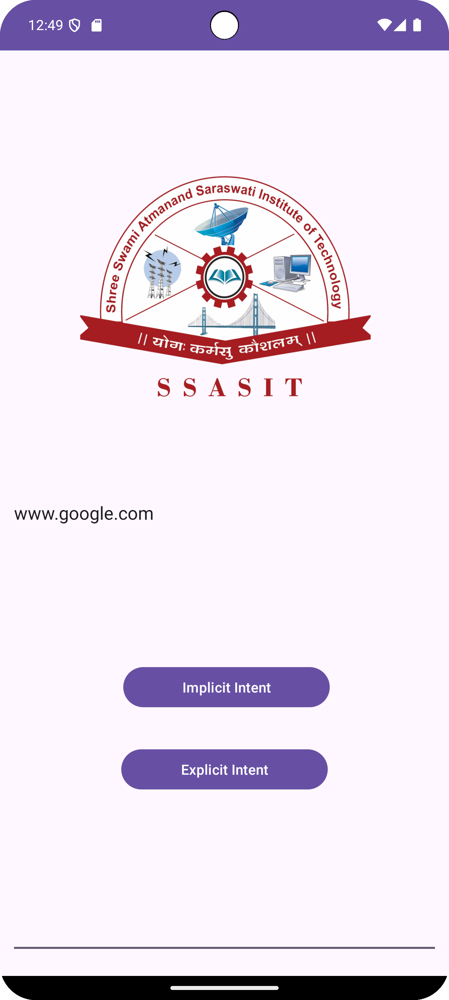 12:49
Shree Swami Atmanand Saraswati Institute of Technology
|| योगः कर्मसु कौशलम् ||
S S A S I T
www.google.com
Implicit Intent
Explicit Intent